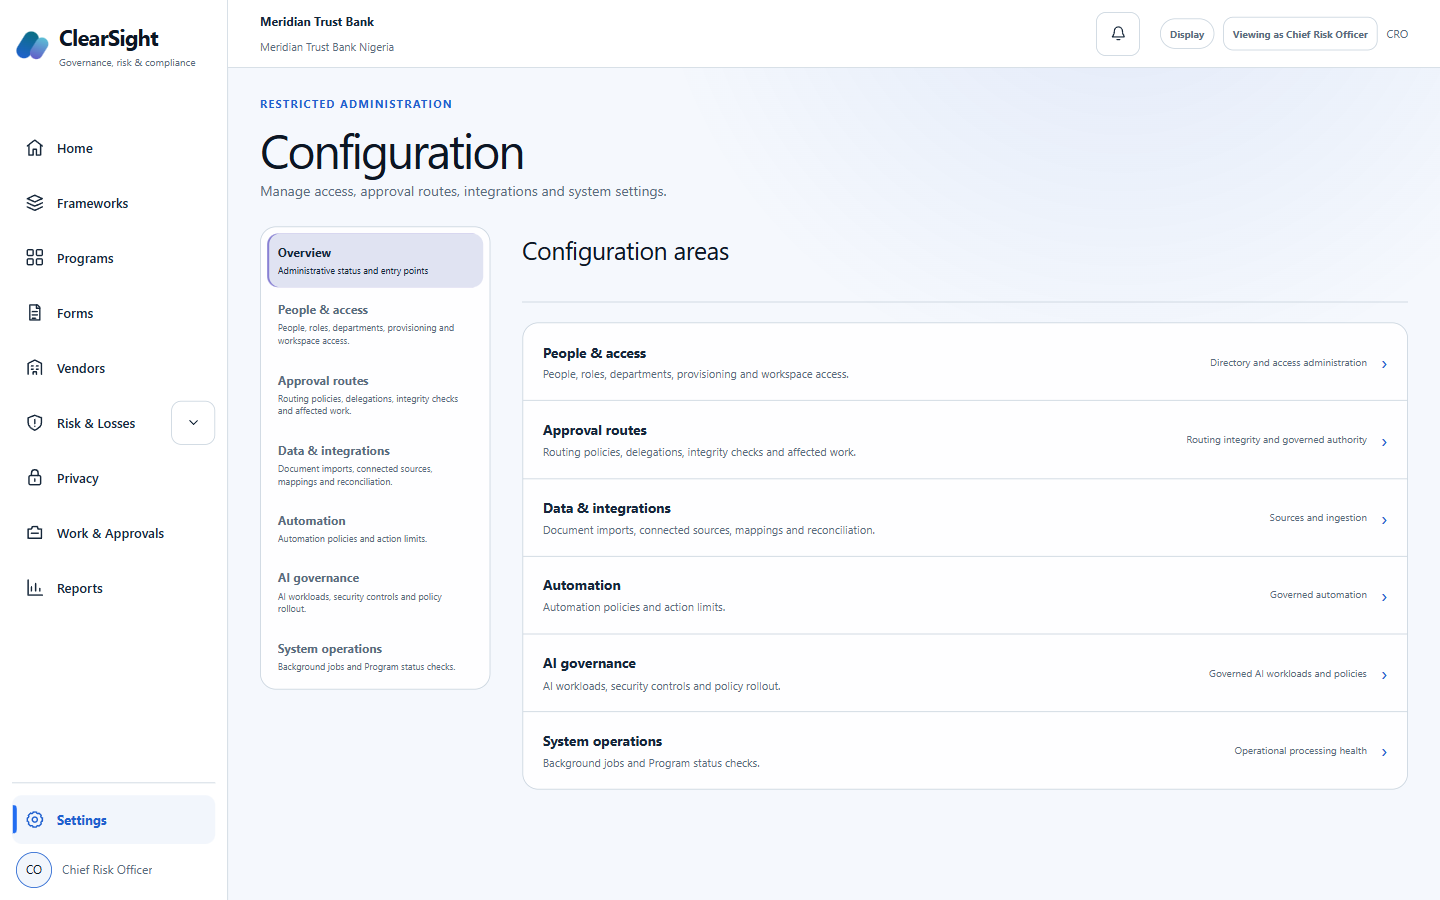 ClearSight
Governance, risk & compliance
Home
Frameworks
Programs
Forms
Vendors
Risk & Losses
Privacy
Work & Approvals
Reports
Settings
CO
Chief Risk Officer
Meridian Trust Bank
Meridian Trust Bank Nigeria
Display
Viewing as Chief Risk Officer
CRO
RESTRICTED ADMINISTRATION
Configuration
Manage access, approval routes, integrations and system settings.
Overview
Administrative status and entry points
People & access
People, roles, departments, provisioning and
workspace access.
Approval routes
Routing policies, delegations, integrity checks
and affected work.
Data & integrations
Document imports, connected sources,
mappings and reconciliation.
Automation
Automation policies and action limits.
AI governance
AI workloads, security controls and policy
rollout.
System operations
Background jobs and Program status checks.
Configuration areas
People & access
People, roles, departments, provisioning and workspace access.
Directory and access administration
Approval routes
Routing policies, delegations, integrity checks and affected work.
Routing integrity and governed authority
Data & integrations
Document imports, connected sources, mappings and reconciliation.
Sources and ingestion
Automation
Automation policies and action limits.
Governed automation
AI governance
AI workloads, security controls and policy rollout.
Governed AI workloads and policies
System operations
Background jobs and Program status checks.
Operational processing health